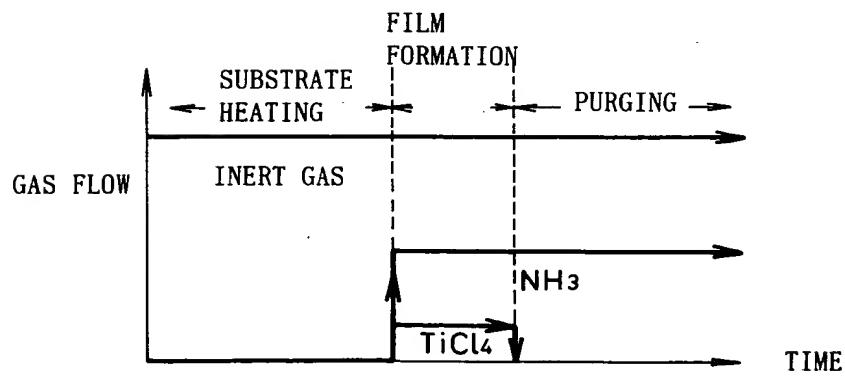 FILM
FORMATION
SUBSTRATE
HEATING
PURGING
GAS FLOW
INERT GAS
NH3
TiCl4
TIME